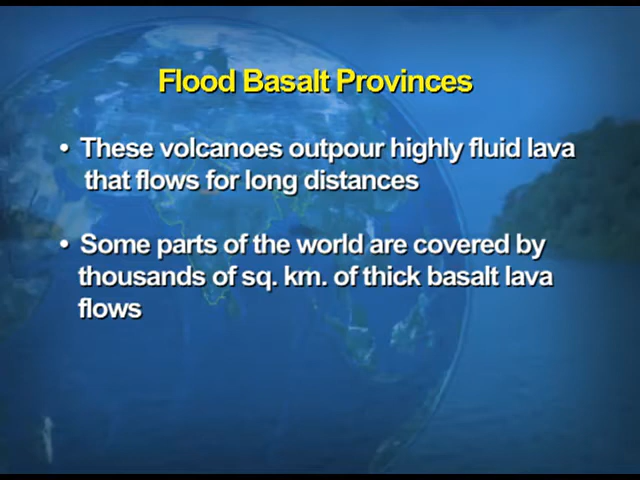 Flood Basalt Provinces
• These volcanoes outpour highly fluid lava
that flows for long distances
• Some parts of the world are covered by
thousands of sq. km. of thick basalt lava
flows